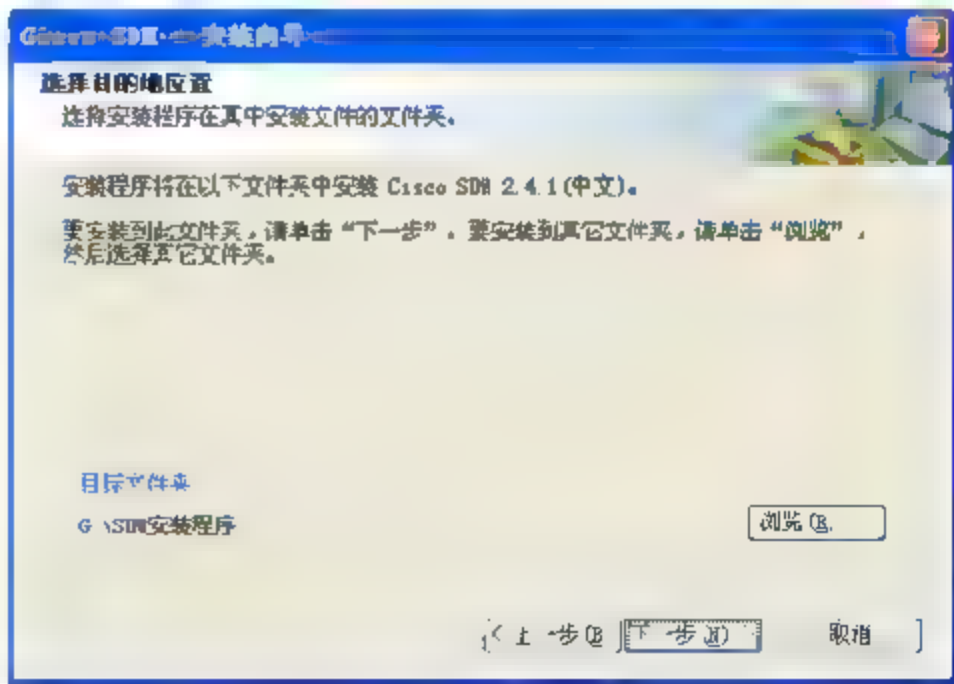 Cisco SDM - 安装向导
选择目的地位置
选择安装程序在其中安装文件的文件夹。
安装程序将在以下文件夹中安装 Cisco SDM 2.4.1(中文)。
要安装到此文件夹，请单击“下一步”。要安装到其它文件夹，请单击“浏览”，
然后选择其它文件夹。
目标文件夹
G:\SDM安装程序
浏览(R)
<上一步(B)
下一步(N)
取消